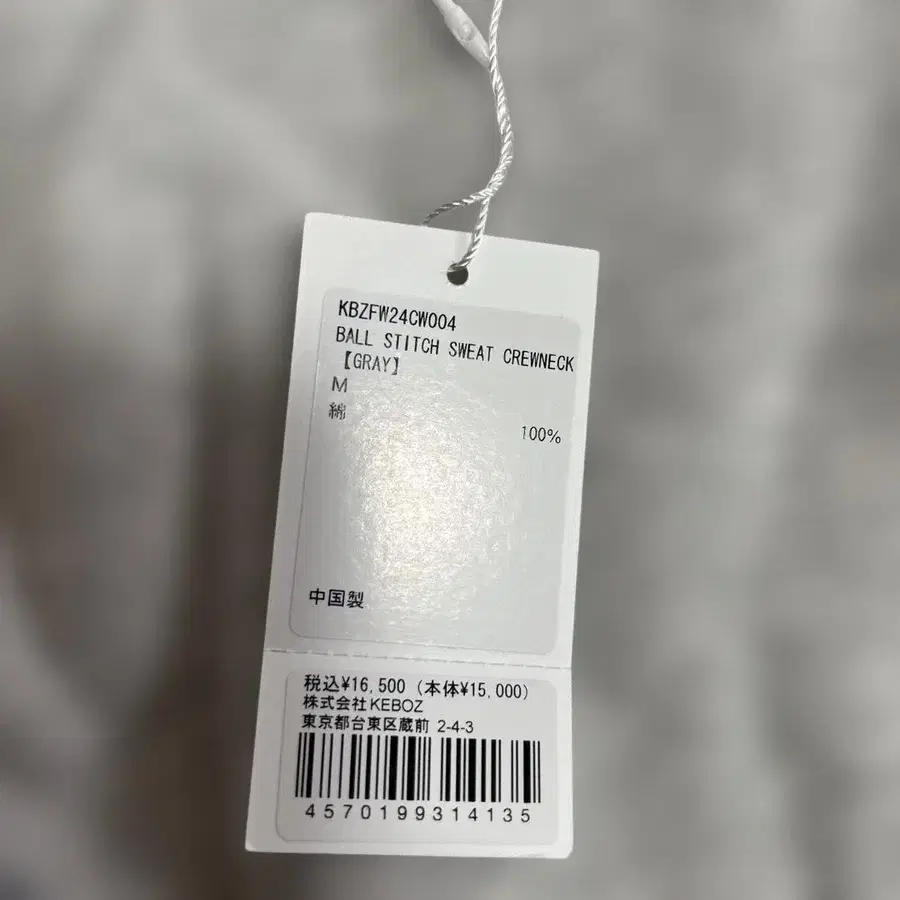 KBZFW24CW004
BALL STITCH SWEAT CREWNECK
【GRAY】
M
綿
100%
中国製
税込¥16,500 (本体¥15,000)
株式会社KEBOZ
東京都台東区蔵前 2-4-3
4570199314135